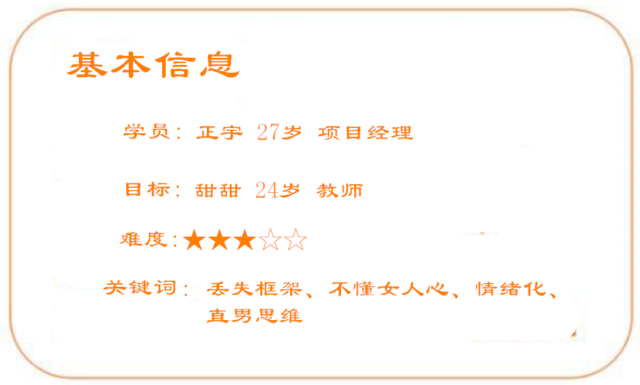 基本信息
学员：正宇 27岁 项目经理
目标：甜甜 24岁 教师
难度：★★★☆☆
关键词：丢失框架、不懂女人心、情绪化、
直男思维